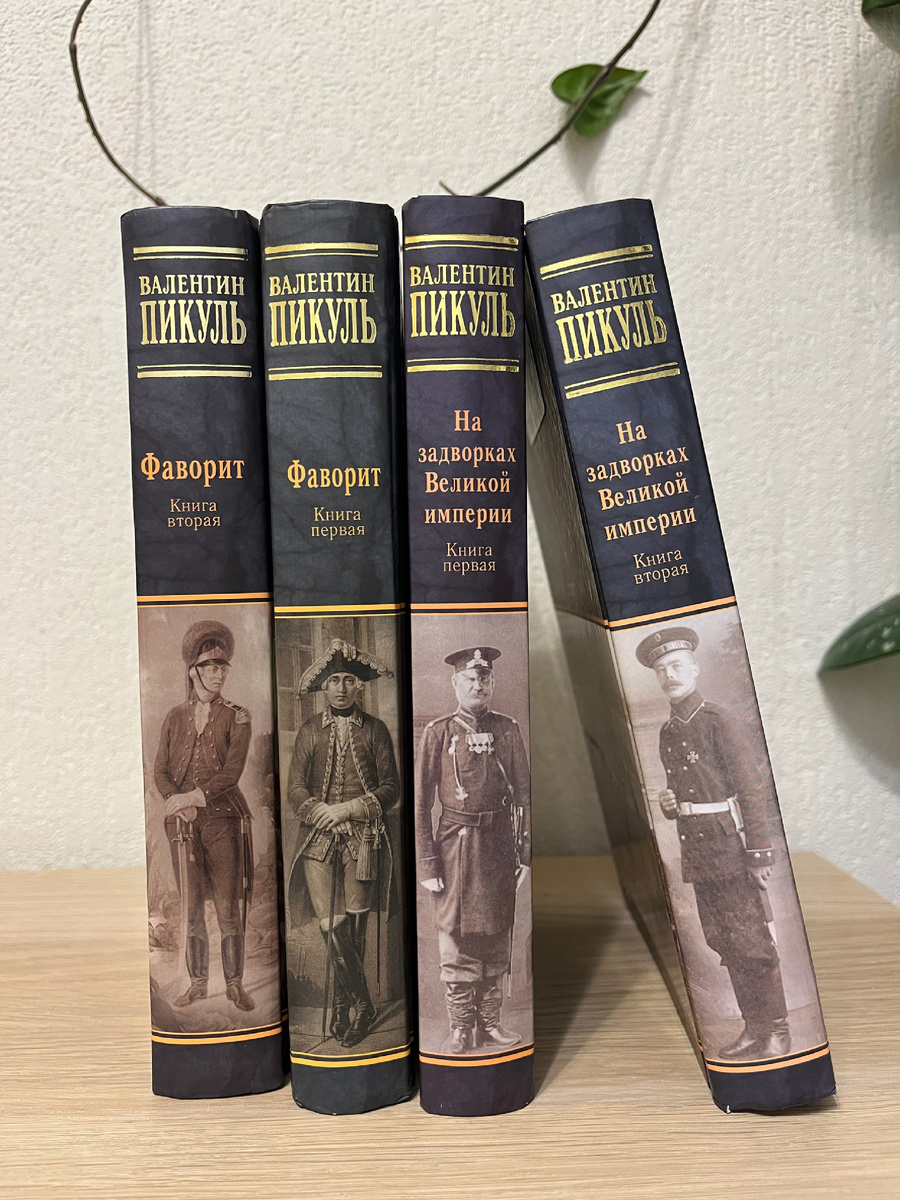 ВАЛЕНТИН
ПИКУЛЬ
Фаворит
Книга
вторая
ВАЛЕНТИН
ПИКУЛЬ
Фаворит
Книга
первая
ВАЛЕНТИН
ПИКУЛЬ
На
задворках
Великой
империи
Книга
первая
ВАЛЕНТИН
ПИКУЛЬ
На
задворках
Великой
империи
Книга
вторая